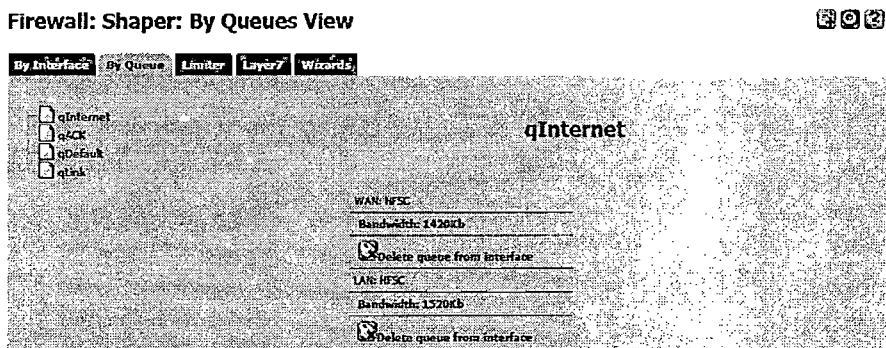 Firewall: Shaper: By Queues View
By Interface By Queue Limiter Layer7 Wizards
qInternet
qACK
qDefault
qLink
qInternet
WAN: HFSC
Bandwidth: 1420Kb
Delete queue from interface
LAN: HFSC
Bandwidth: 1520Kb
Delete queue from interface